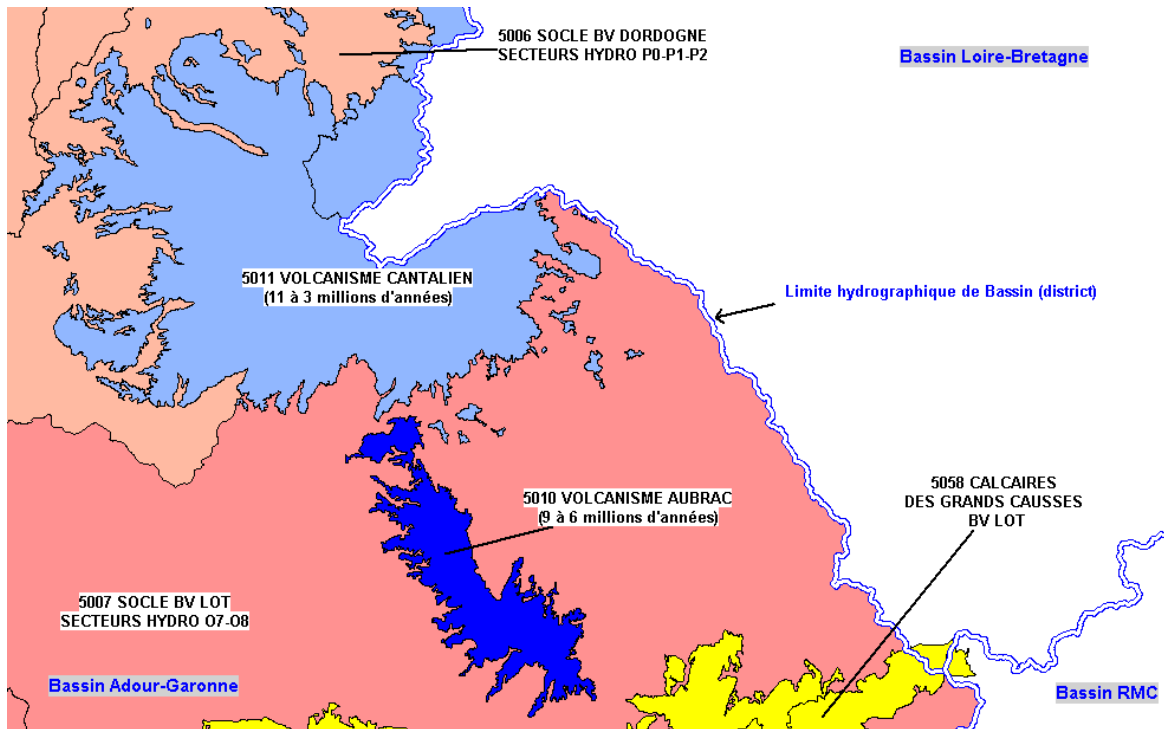 5006 SOCLE BV DORDOGNE
SECTEURS HYDRO P0-P1-P2
Bassin Loire-Bretagne
5011 VOLCANISME CANTALIEN
(11 à 3 millions d'années)
Limite hydrographique de Bassin (district)
5058 CALCAIRES
DES GRANDS CAUSSES
BV LOT
5010 VOLCANISME AUBRAC
(9 à 6 millions d'années)
5007 SOCLE BV LOT
SECTEURS HYDRO O7-O8
Bassin Adour-Garonne
Bassin RMC